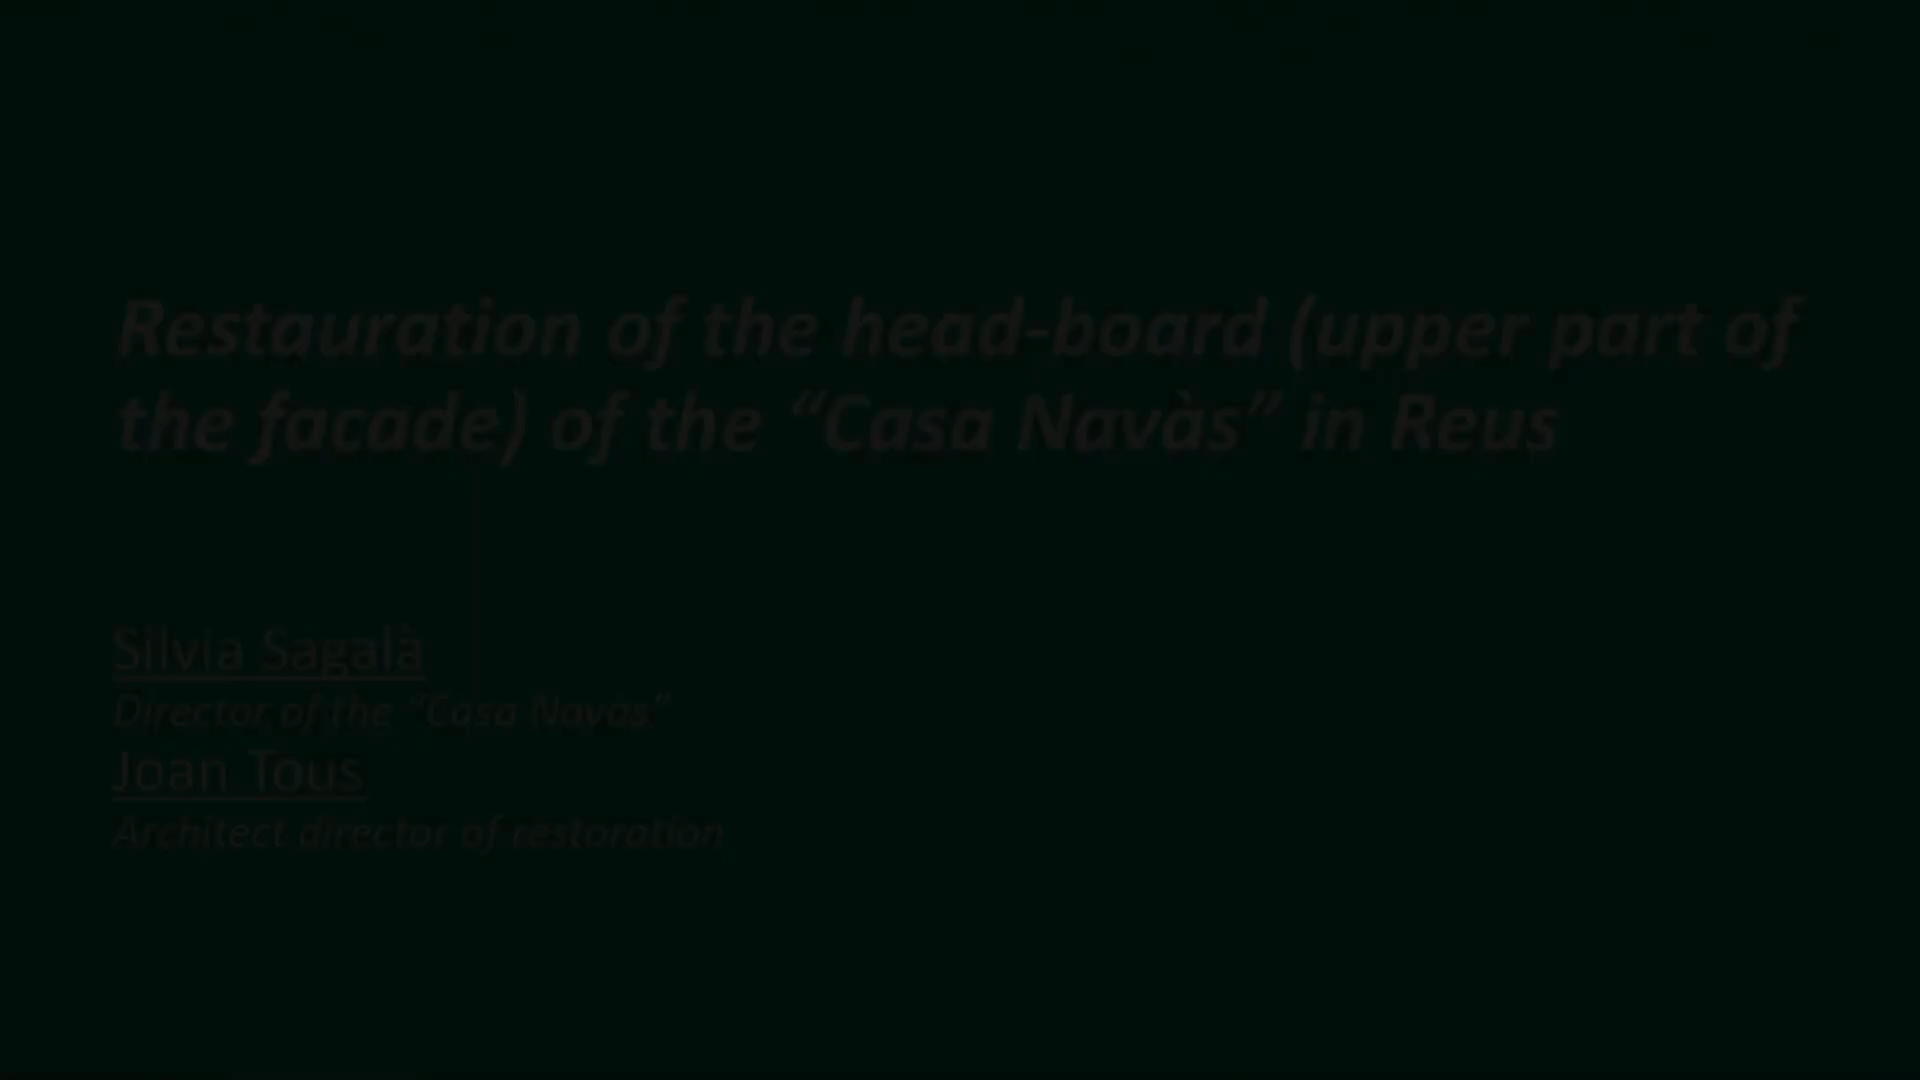 Restauration of the head-board (upper part of
the facade) of the “Casa Navàs” in Reus
Silvia Sagalà
Director of the “Casa Navàs”
Joan Tous
Architect director of restoration